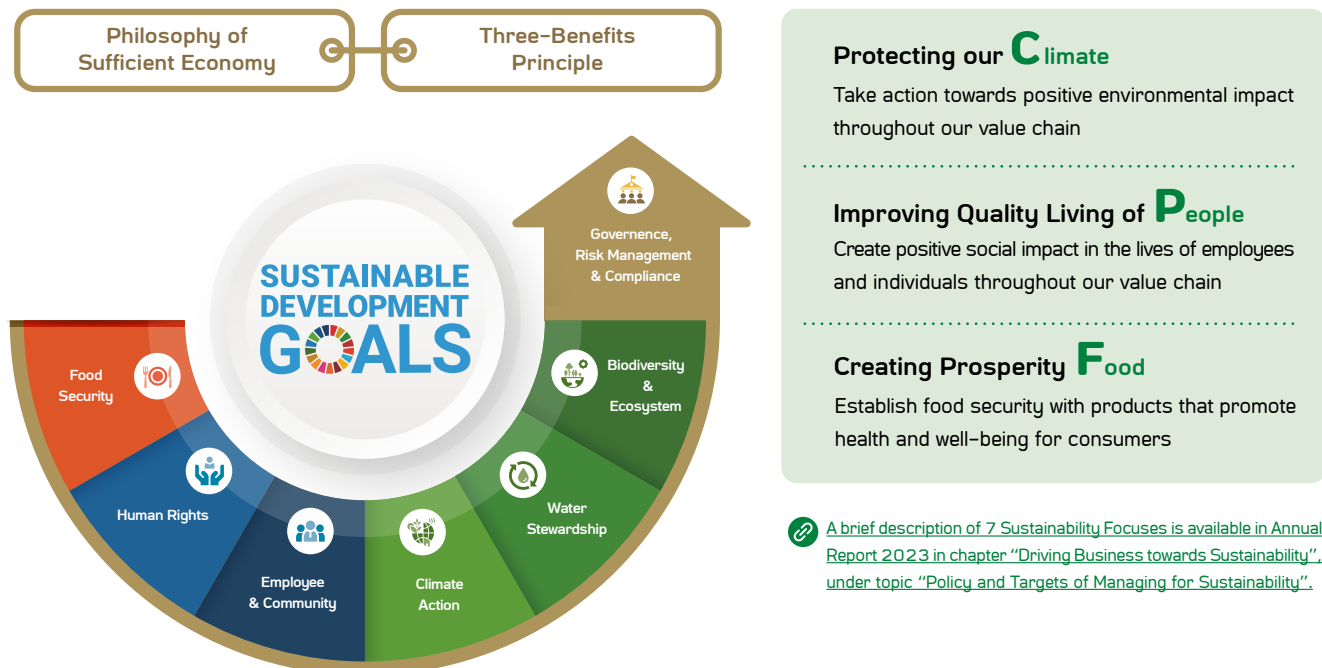 Philosophy of
Sufficient Economy
Three-Benefits
Principle
Governence,
Risk Management
& Compliance
SUSTAINABLE
DEVELOPMENT
GOALS
Food
Security
Human Rights
Employee
& Community
Climate
Action
Water
Stewardship
Biodiversity
&
Ecosystem
Protecting our Climate
Take action towards positive environmental impact
throughout our value chain
Improving Quality Living of People
Create positive social impact in the lives of employees
and individuals throughout our value chain
Creating Prosperity Food
Establish food security with products that promote
health and well-being for consumers
A brief description of 7 Sustainability Focuses is available in Annual
Report 2023 in chapter “Driving Business towards Sustainability”,
under topic “Policy and Targets of Managing for Sustainability”.